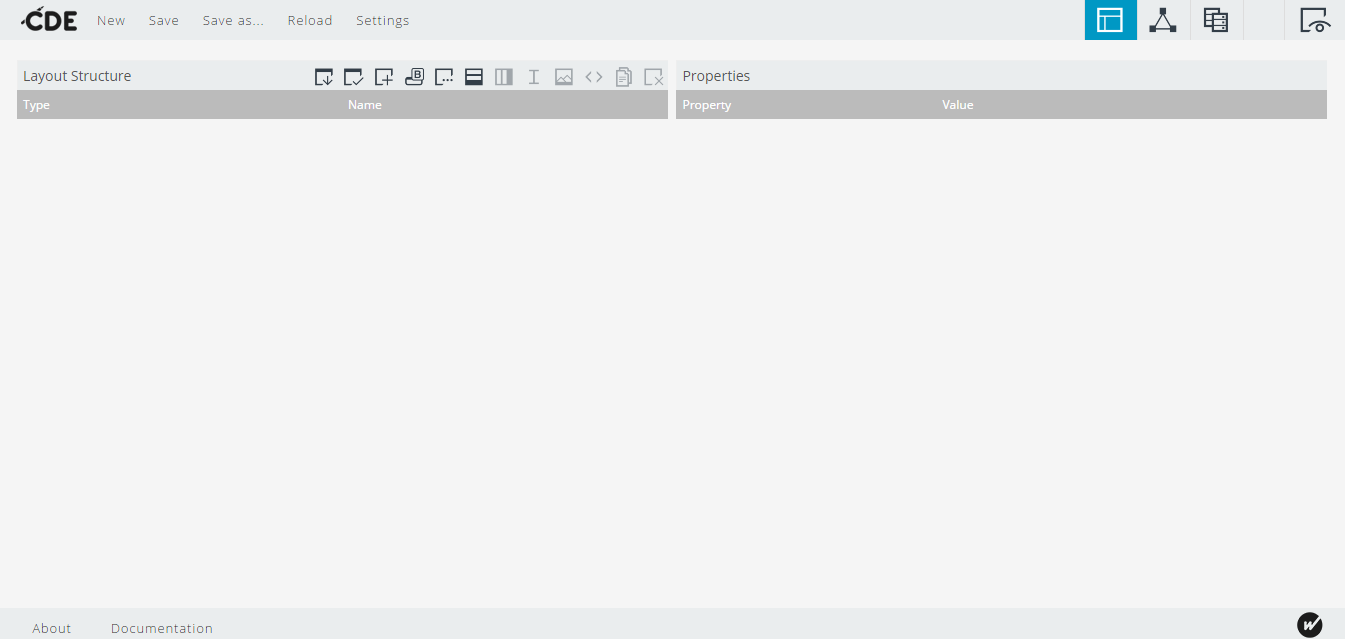 CDE New Save Save as... Reload Settings
Layout Structure B Properties
Type Name Property Value
About Documentation